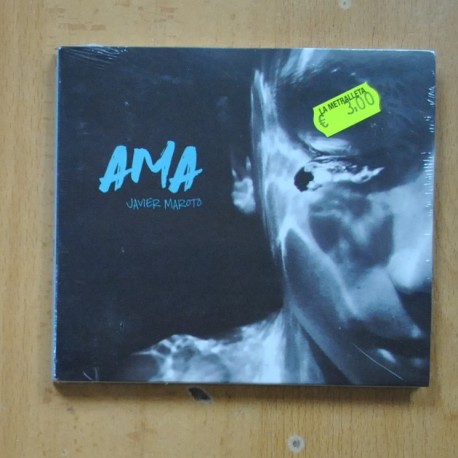 AMA
JAVIER MAROTO
LA METRALLETA
€ 3,00